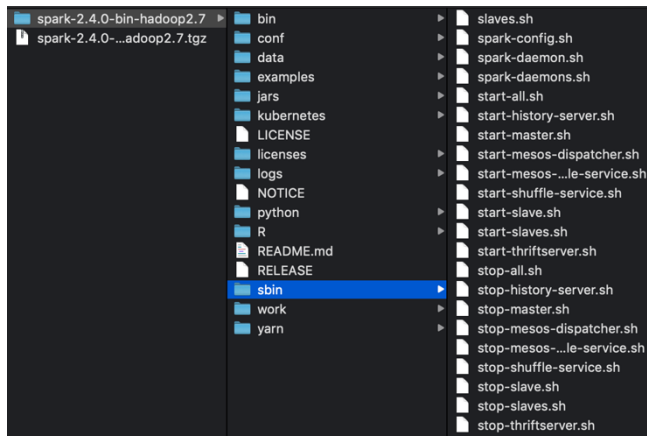 spark-2.4.0-bin-hadoop2.7
spark-2.4.0-...adoop2.7.tgz
bin
conf
data
examples
jars
kubernetes
LICENSE
licenses
logs
NOTICE
python
R
README.md
RELEASE
sbin
work
yarn
slaves.sh
spark-config.sh
spark-daemon.sh
spark-daemons.sh
start-all.sh
start-history-server.sh
start-master.sh
start-mesos-dispatcher.sh
start-mesos-...le-service.sh
start-shuffle-service.sh
start-slave.sh
start-slaves.sh
start-thriftserver.sh
stop-all.sh
stop-history-server.sh
stop-master.sh
stop-mesos-dispatcher.sh
stop-mesos-...le-service.sh
stop-shuffle-service.sh
stop-slave.sh
stop-slaves.sh
stop-thriftserver.sh